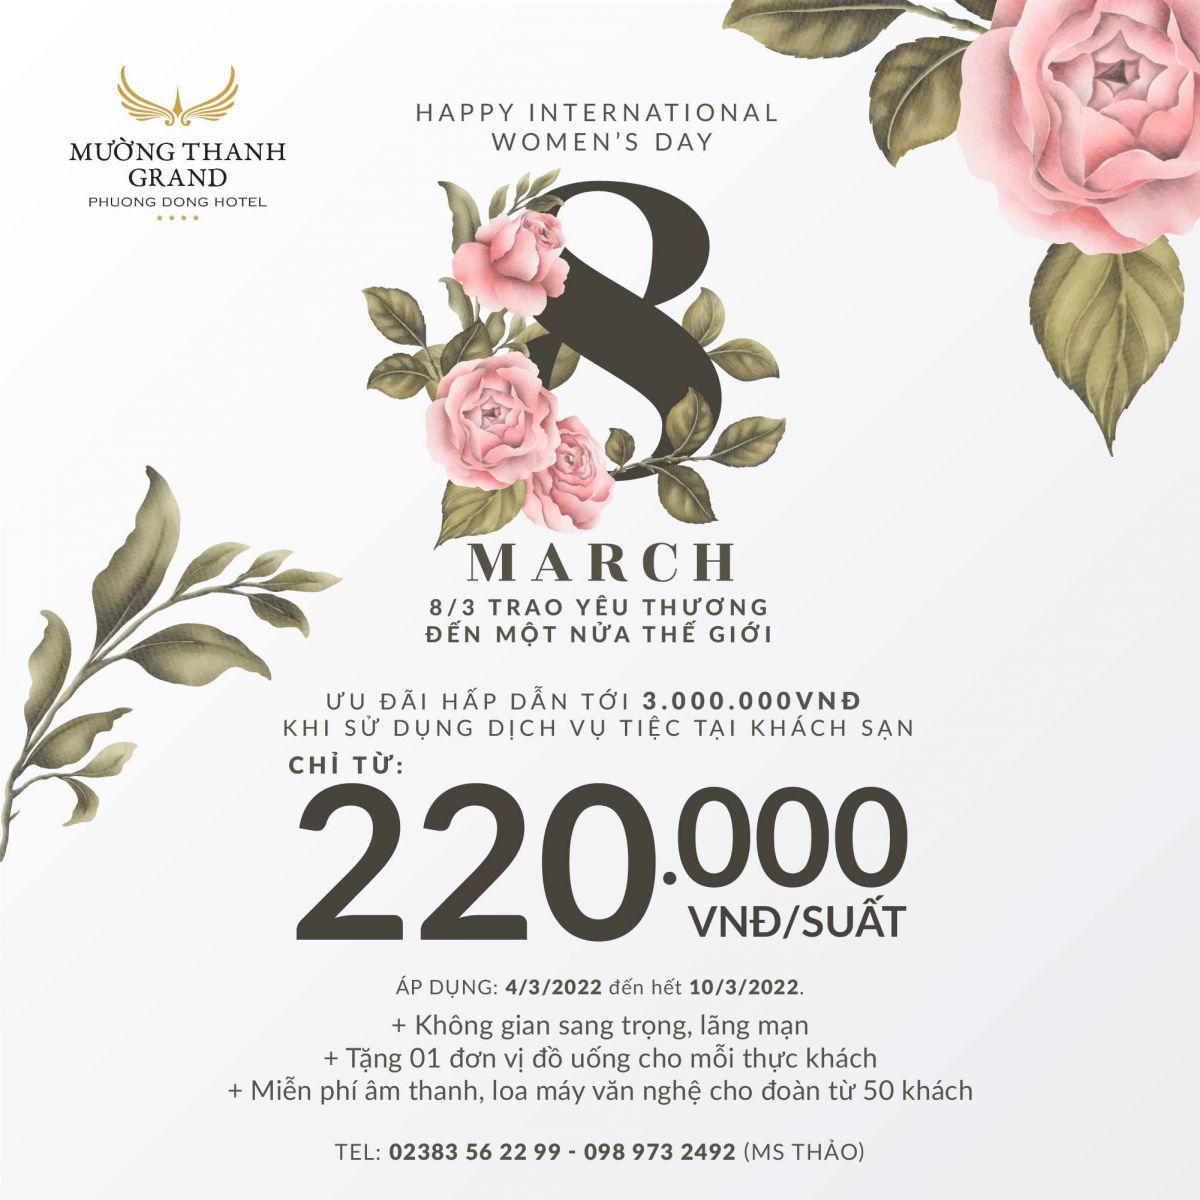 MƯỜNG THANH
GRAND
PHUONG DONG HOTEL
HAPPY INTERNATIONAL
WOMEN'S DAY
8
MARCH
8/3 TRAO YÊU THƯƠNG
ĐẾN MỘT NỬA THẾ GIỚI
ƯU ĐÃI HẤP DẪN TỚI 3.000.000VNĐ
KHI SỬ DỤNG DỊCH VỤ TIỆC TẠI KHÁCH SẠN
CHỈ TỪ:
220.000
VNĐ/SUẤT
ÁP DỤNG: 4/3/2022 đến hết 10/3/2022.
+ Không gian sang trọng, lãng mạn
+ Tặng 01 đơn vị đồ uống cho mỗi thực khách
+ Miễn phí âm thanh, loa máy văn nghệ cho đoàn từ 50 khách
TEL: 02383 56 22 99 - 098 973 2492 (MS THẢO)